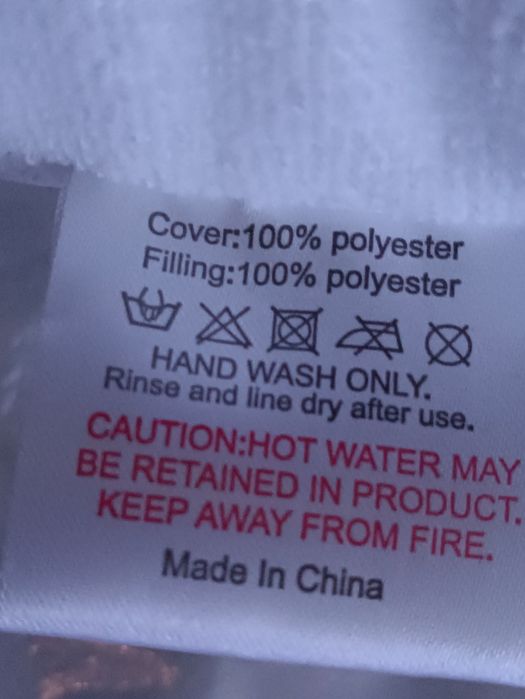 Cover:100% polyester
Filling:100% polyester
HAND WASH ONLY.
Rinse and line dry after use.
CAUTION:HOT WATER MAY
BE RETAINED IN PRODUCT.
KEEP AWAY FROM FIRE.
Made In China